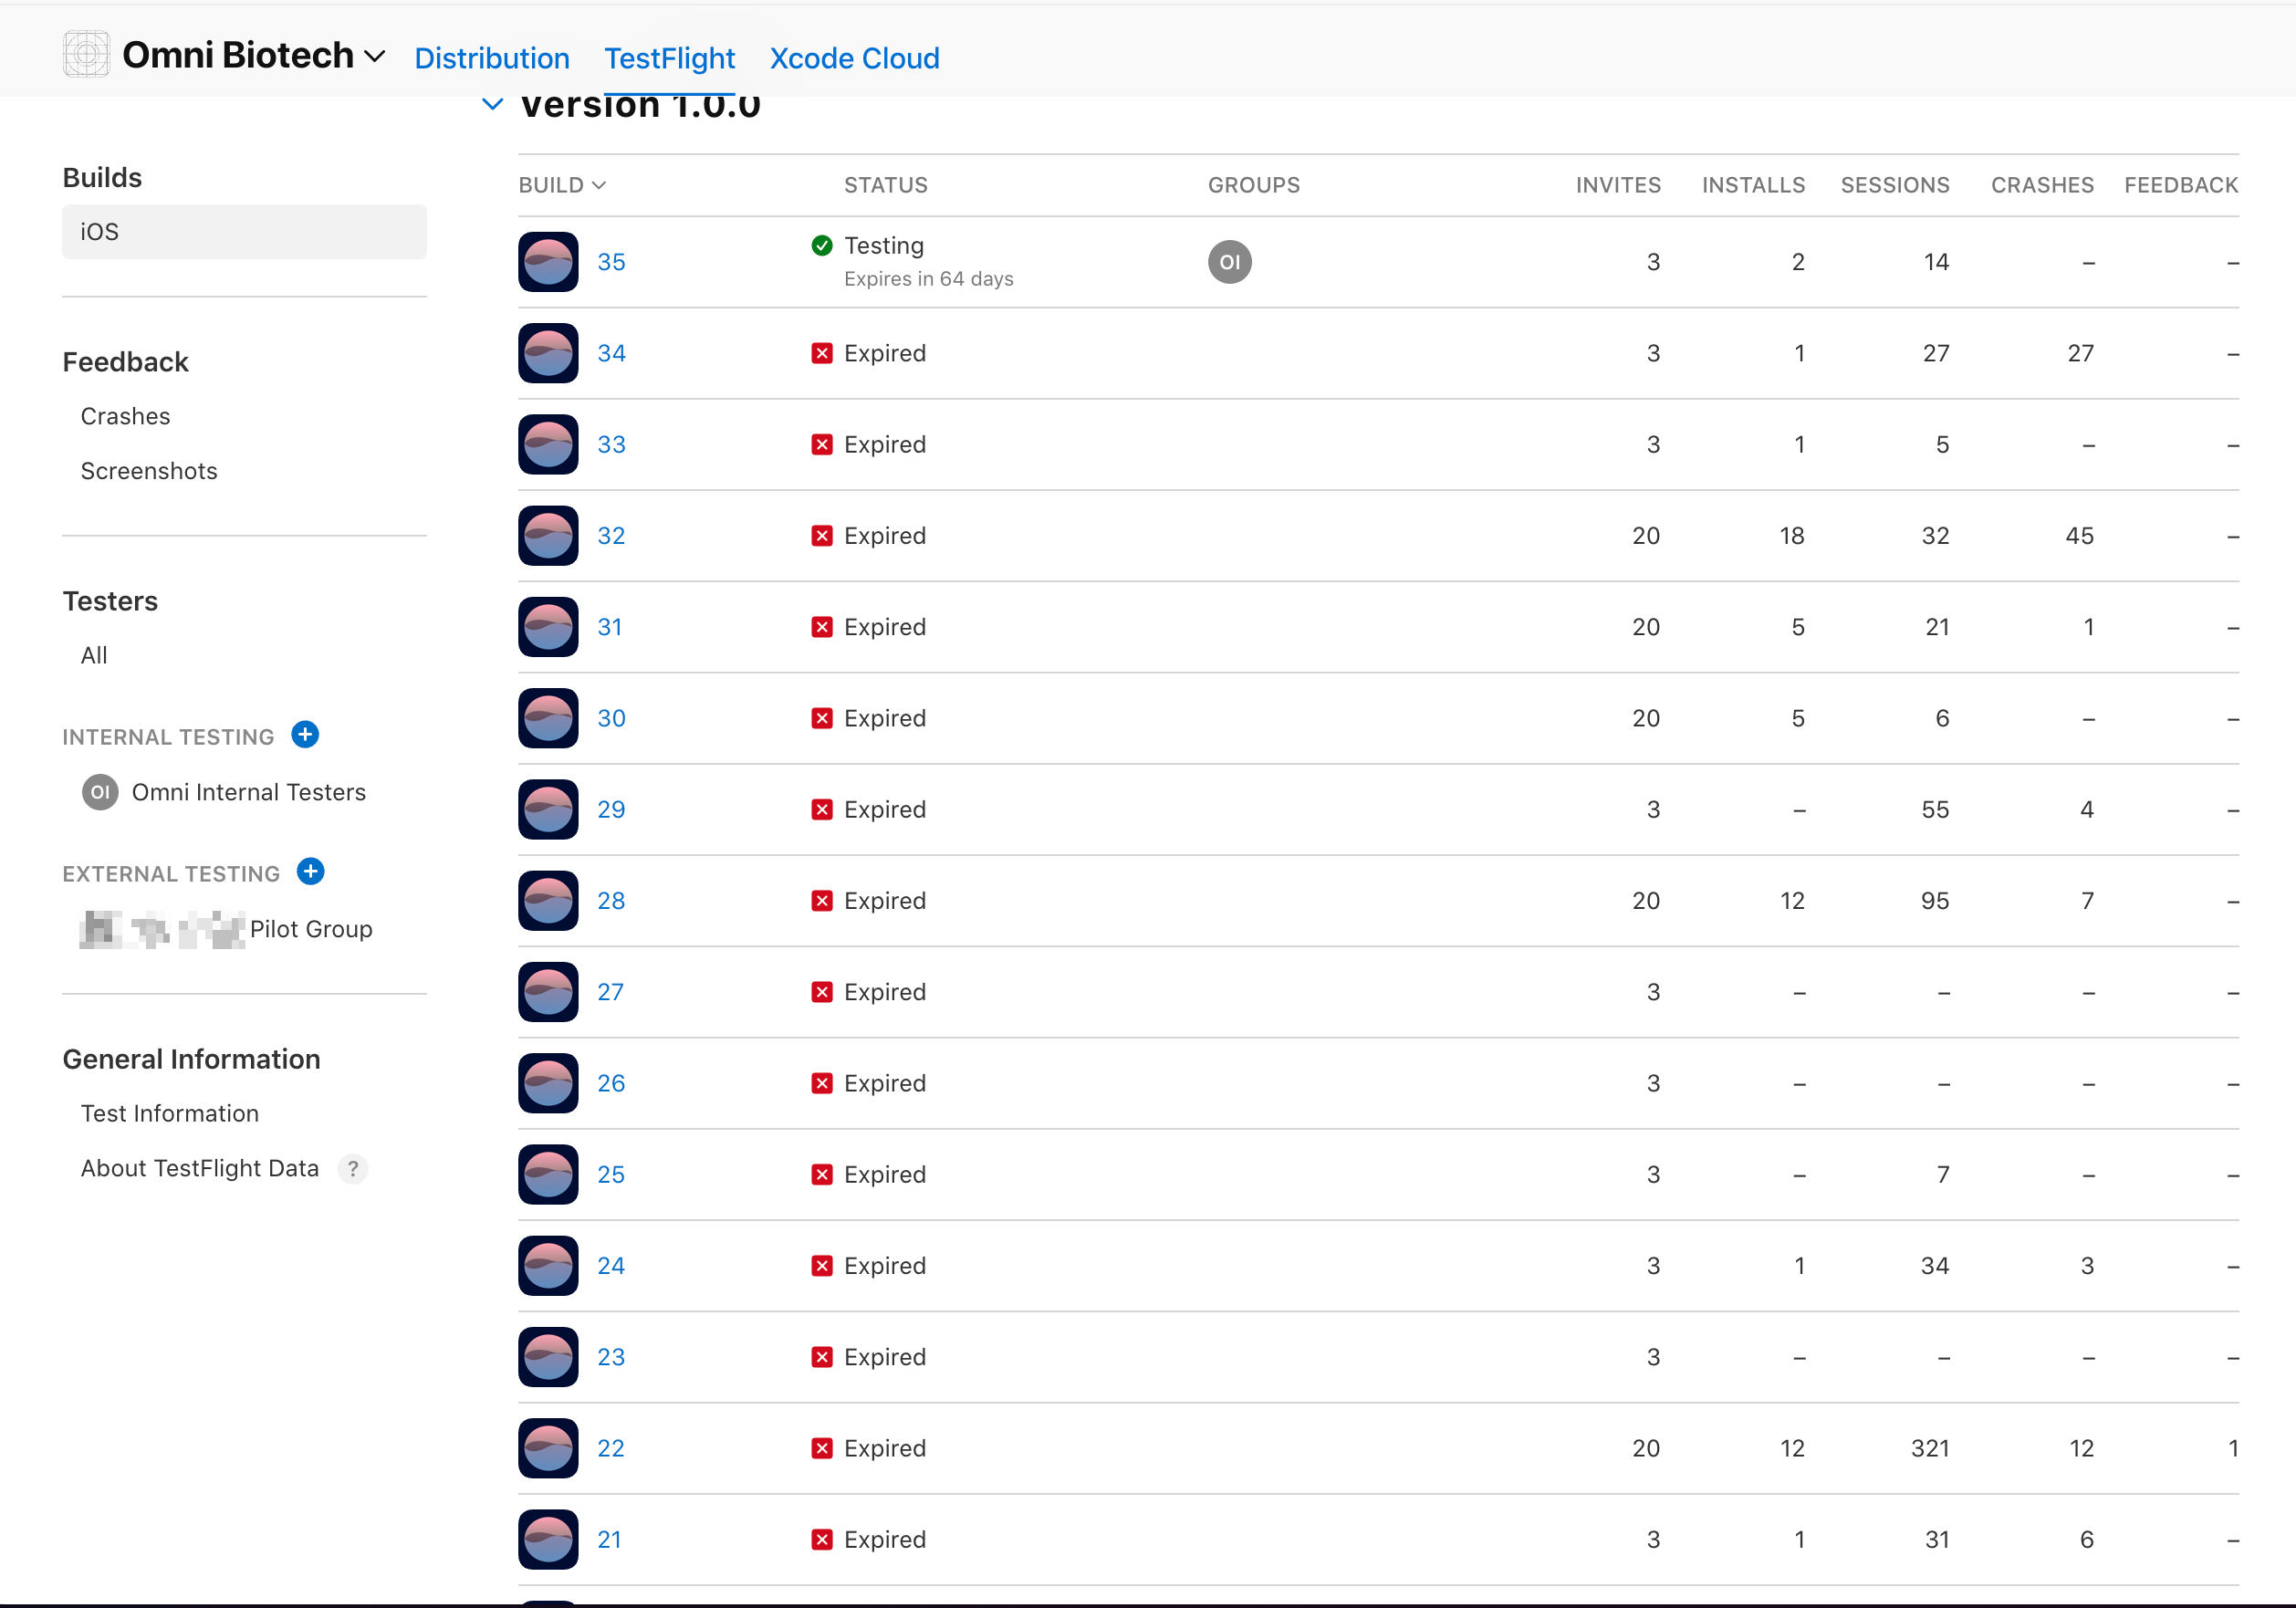 Omni Biotech Distribution TestFlight Xcode Cloud
Version 1.0.0
Builds
iOS
Feedback
Crashes
Screenshots
Testers
All
INTERNAL TESTING
OI Omni Internal Testers
EXTERNAL TESTING
Pilot Group
General Information
Test Information
About TestFlight Data ?
BUILD STATUS GROUPS INVITES INSTALLS SESSIONS CRASHES FEEDBACK
35 Testing OI 3 2 14 – –
Expires in 64 days
34 Expired 3 1 27 27 –
33 Expired 3 1 5 – –
32 Expired 20 18 32 45 –
31 Expired 20 5 21 1 –
30 Expired 20 5 6 – –
29 Expired 3 – 55 4 –
28 Expired 20 12 95 7 –
27 Expired 3 – – – –
26 Expired 3 – – – –
25 Expired 3 – 7 – –
24 Expired 3 1 34 3 –
23 Expired 3 – – – –
22 Expired 20 12 321 12 1
21 Expired 3 1 31 6 –